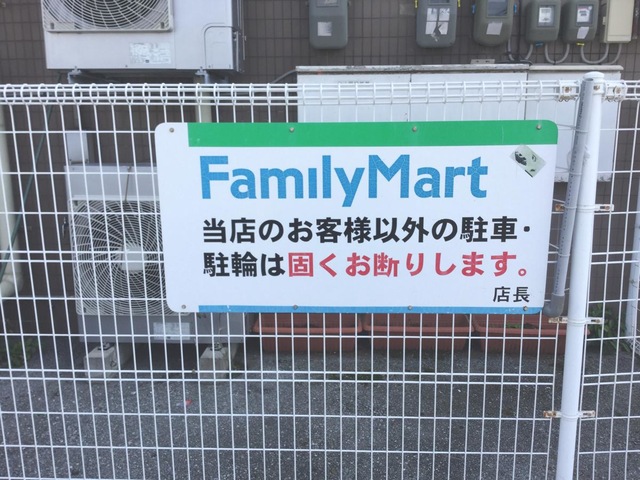 FamilyMart
当店のお客様以外の駐車・
駐輪は固くお断りします。
店長